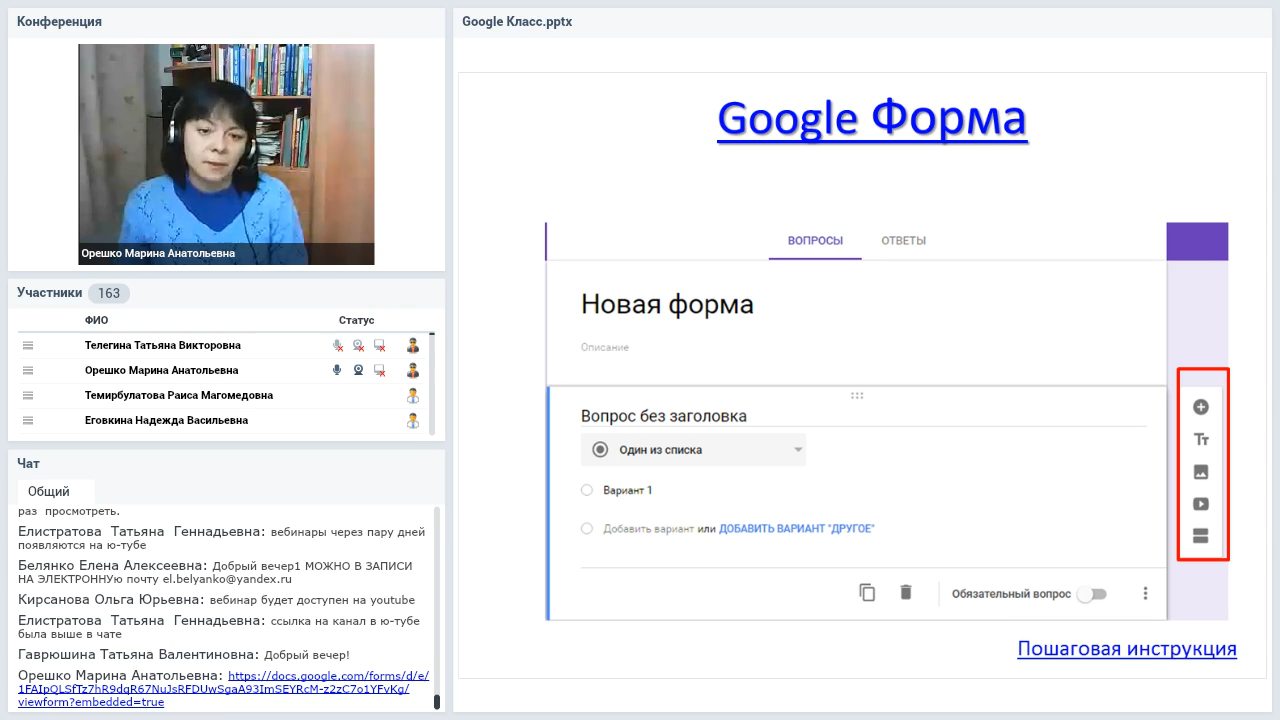 Конференция
Орешко Марина Анатольевна
Участники 163
ФИО Статус
Телегина Татьяна Викторовна
Орешко Марина Анатольевна
Темирбулатова Раиса Магомедовна
Еговкина Надежда Васильевна
Чат
Общий
раз просмотреть.
Елистратова Татьяна Геннадьевна: вебинары через пару дней
появляются на ю-тубе
Белянко Елена Алексеевна: Добрый вечер1 МОЖНО В ЗАПИСИ
НА ЭЛЕКТРОННУю почту el.belyanko@yandex.ru
Кирсанова Ольга Юрьевна: вебинар будет доступен на youtube
Елистратова Татьяна Геннадьевна: ссылка на канал в ю-тубе
была выше в чате
Гаврюшина Татьяна Валентиновна: Добрый вечер!
Орешко Марина Анатольевна: https://docs.google.com/forms/d/e/
1FAIpQLSfTz7hR9dqR67NuJsRFDUwSgaA93ImSEYRcM-z2zC7o1YFvKg/
viewform?embedded=true
Google Класс.pptx
Google Форма
ВОПРОСЫ ОТВЕТЫ
Новая форма
Описание
Вопрос без заголовка
Один из списка
Вариант 1
Добавить вариант или ДОБАВИТЬ ВАРИАНТ "ДРУГОЕ"
Обязательный вопрос
Tт
Пошаговая инструкция